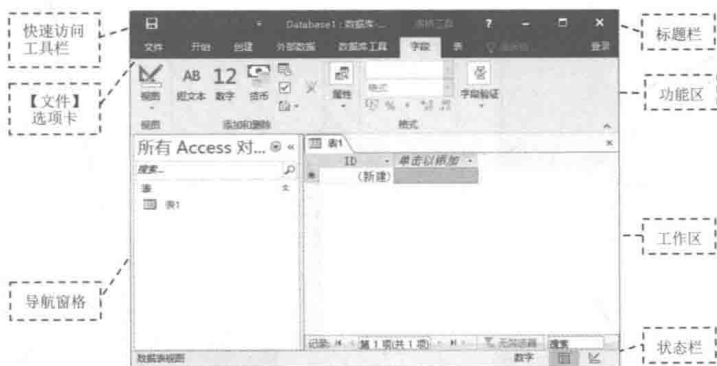 快速访问
工具栏
【文件】
选项卡
导航窗格
标题栏
功能区
工作区
状态栏
Database1 : 数据库-... 表格工具 ?
文件 开始 创建 外部数据 数据库工具 字段 表 登录
视图 AB 短文本 12 数字 货币 属性 格式 % 字段验证
视图 添加和删除 格式
所有 Access 对... «
搜索...
表
表1
表1
ID 单击以添加
(新建)
记录: 第 1 项(共 1 项) 无筛选器 搜索
数据表视图 数字